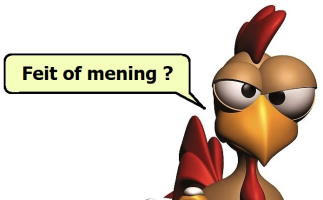 Feit of mening ?